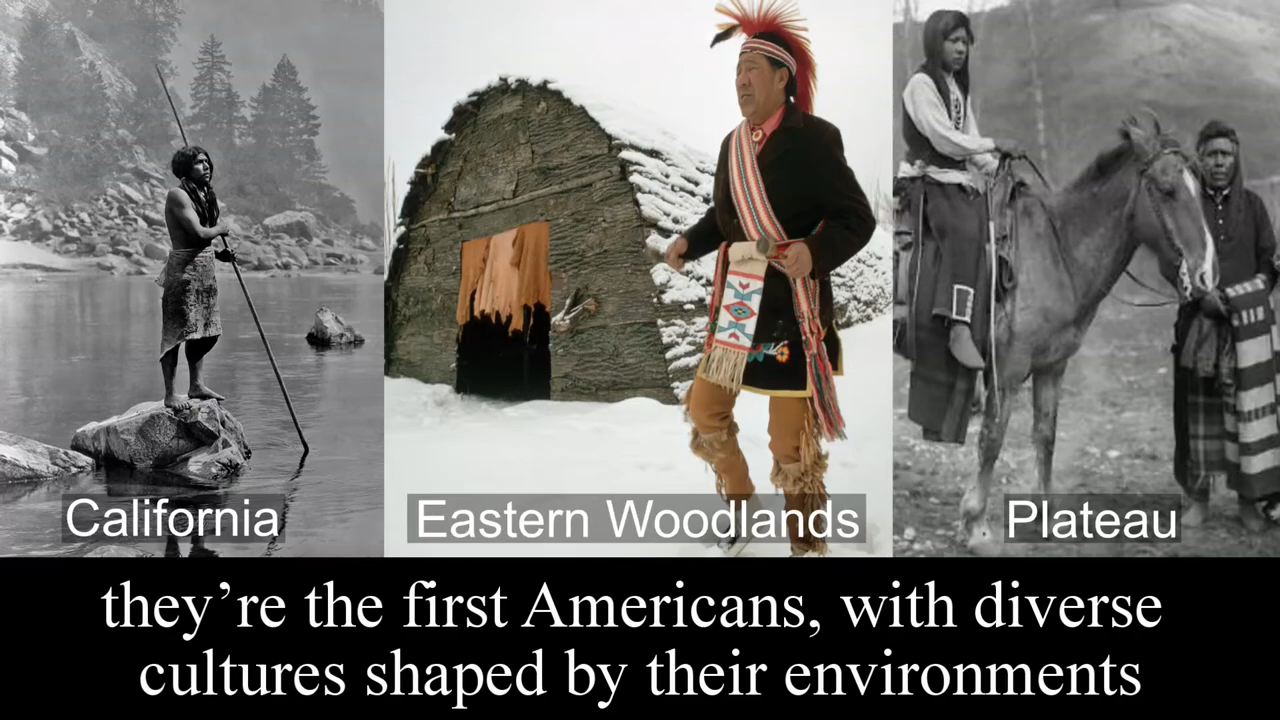 California
Eastern Woodlands
Plateau
they’re the first Americans, with diverse
cultures shaped by their environments